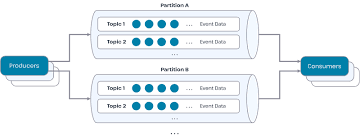 Partition A
Topic 1 ... Event Data
Topic 2 ... Event Data
...
Producers
Consumers
Partition B
Topic 1 ... Event Data
Topic 2 ... Event Data
...